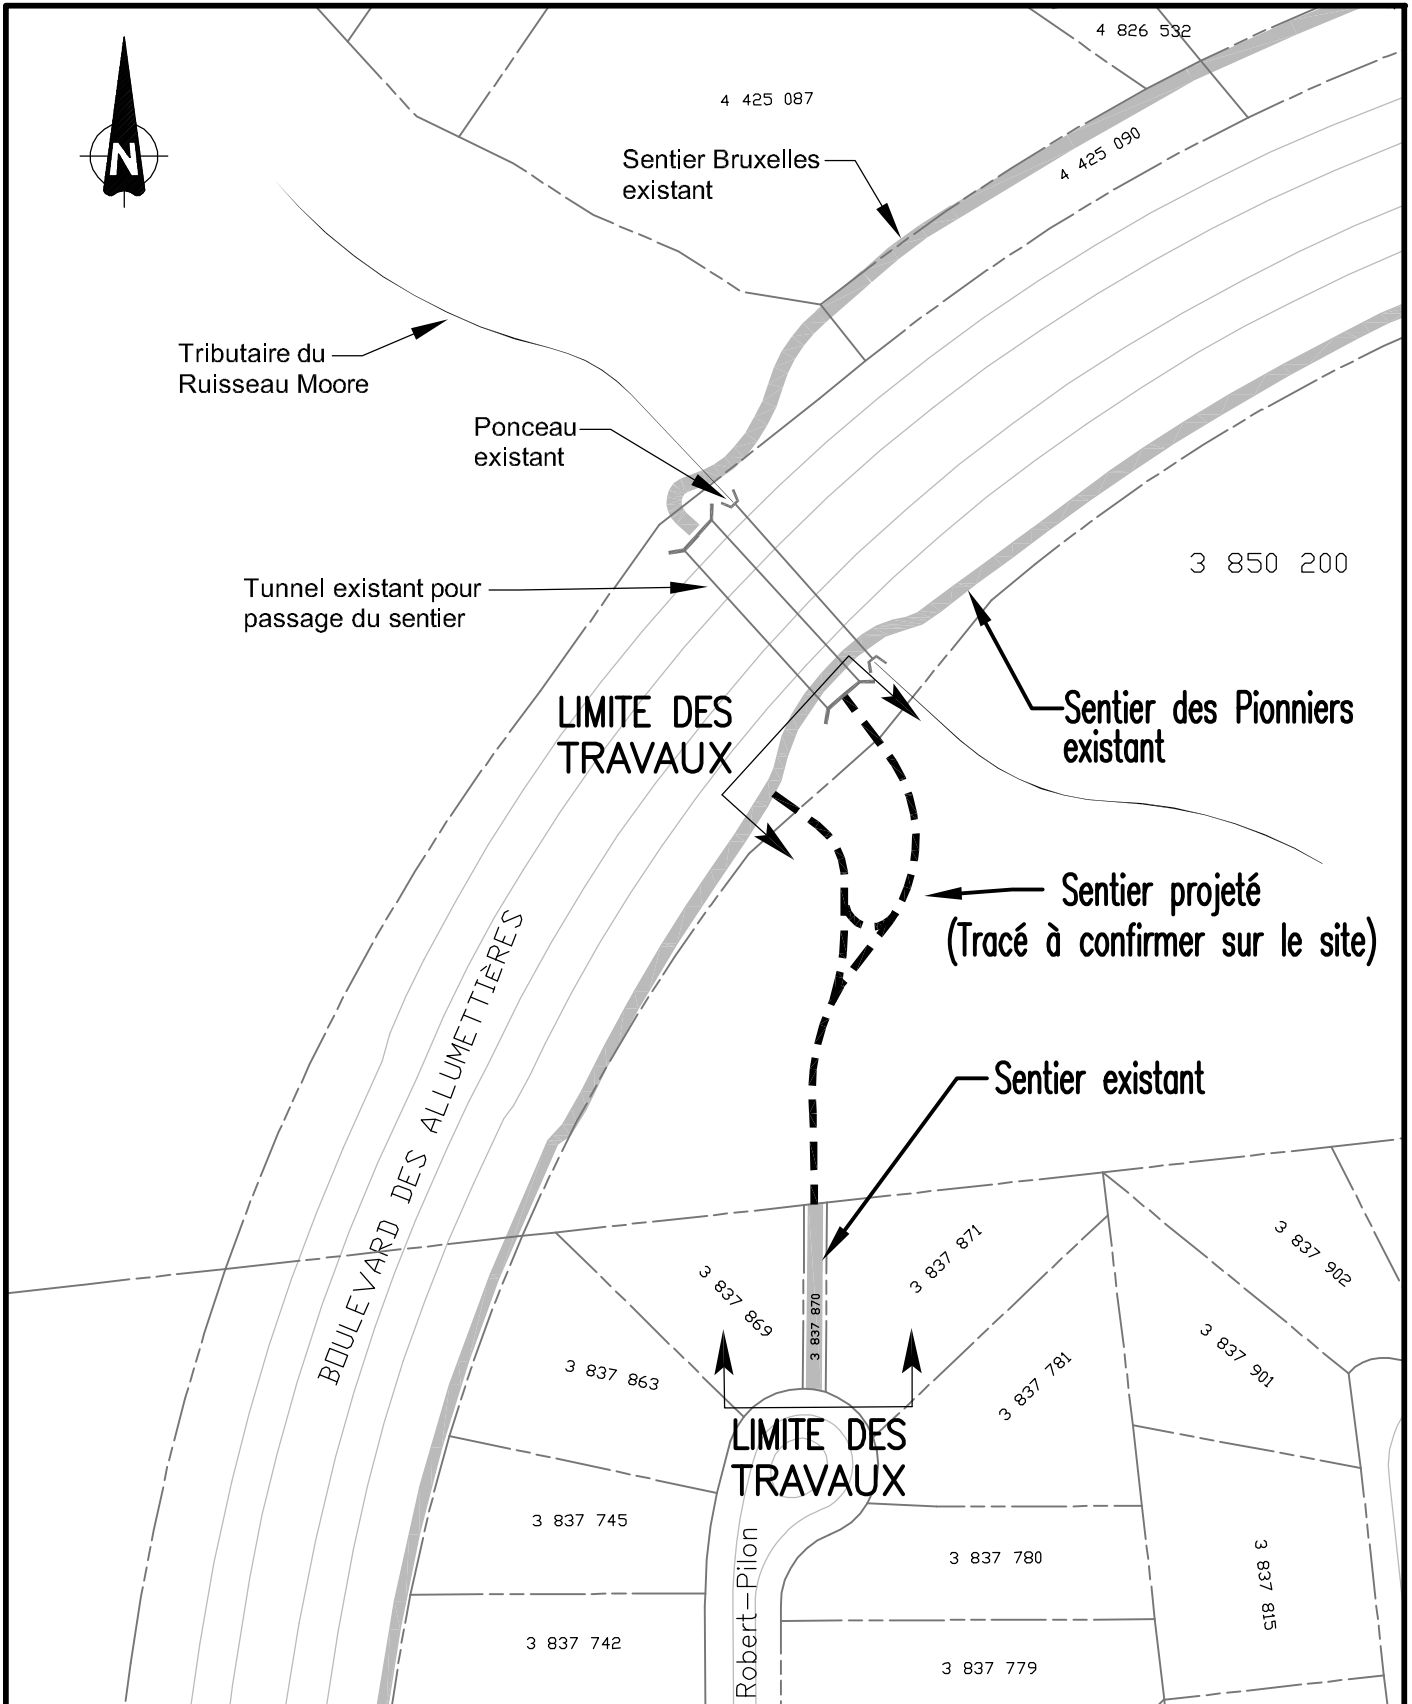 4 826 532
4 425 087
4 425 090
N
Sentier Bruxelles
existant
Tributaire du
Ruisseau Moore
Ponceau
existant
3 850 200
Tunnel existant pour
passage du sentier
LIMITE DES
TRAVAUX
Sentier des Pionniers
existant
Sentier projeté
(Tracé à confirmer sur le site)
BOULEVARD DES ALLUMETTIÈRES
Sentier existant
3 837 869
3 837 870
3 837 871
3 837 902
3 837 863
3 837 781
3 837 901
LIMITE DES
TRAVAUX
3 837 745
3 837 780
3 837 815
Robert-Pilon
3 837 742
3 837 779